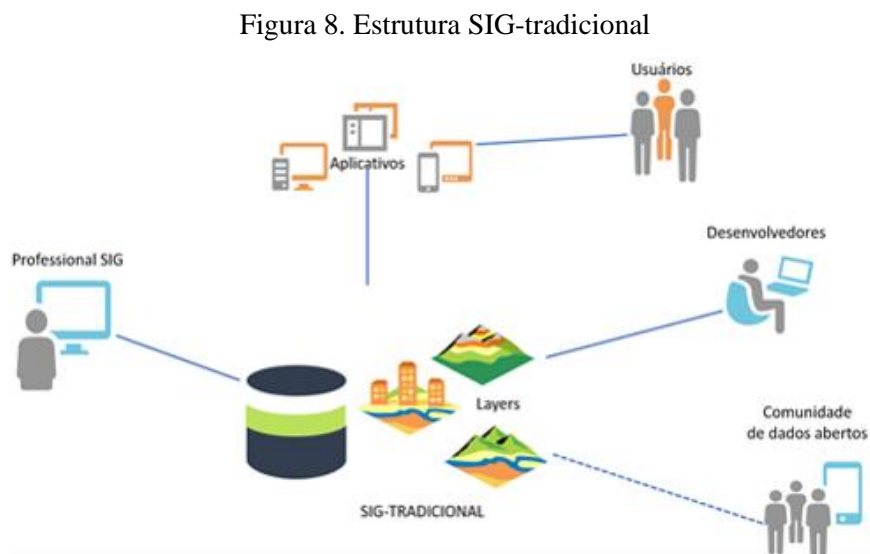 Figura 8. Estrutura SIG-tradicional
Usuários
Aplicativos
Desenvolvedores
Professional SIG
Layers
Comunidade
de dados abertos
SIG-TRADICIONAL